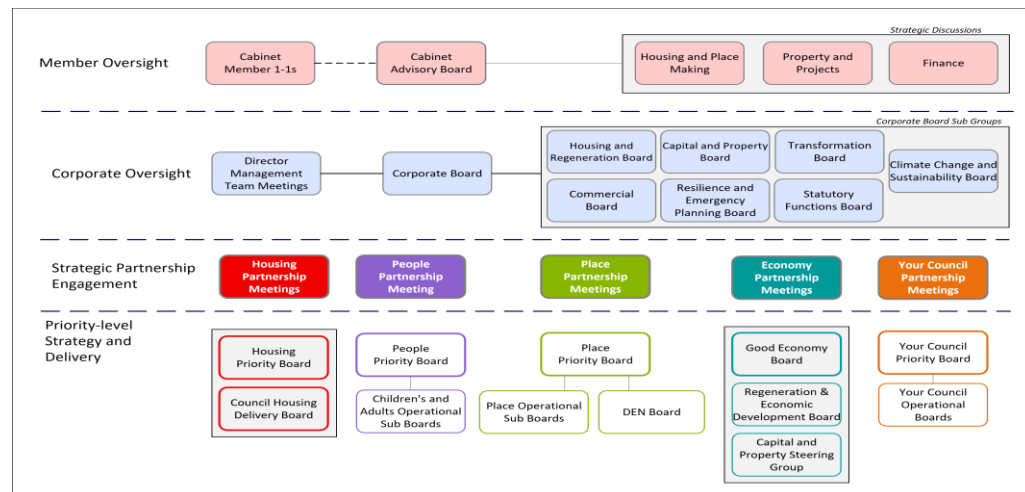 Strategic Discussions
Member Oversight
Cabinet
Member 1-1s
Cabinet
Advisory Board
Housing and Place
Making
Property and
Projects
Finance
Corporate Board Sub Groups
Corporate Oversight
Director
Management
Team Meetings
Corporate Board
Housing and
Regeneration Board
Capital and Property
Board
Transformation
Board
Climate Change and
Sustainability Board
Commercial
Board
Resilience and
Emergency
Planning Board
Statutory
Functions Board
Strategic Partnership
Engagement
Housing
Partnership
Meetings
People
Partnership
Meeting
Place
Partnership
Meetings
Economy
Partnership
Meetings
Your Council
Partnership
Meetings
Priority-level
Strategy and
Delivery
Housing
Priority Board
Council Housing
Delivery Board
People
Priority Board
Children's and
Adults Operational
Sub Boards
Place
Priority Board
Place Operational
Sub Boards
DEN Board
Good Economy
Board
Regeneration &
Economic
Development Board
Capital and
Property Steering
Group
Your Council
Priority Board
Your Council
Operational
Boards